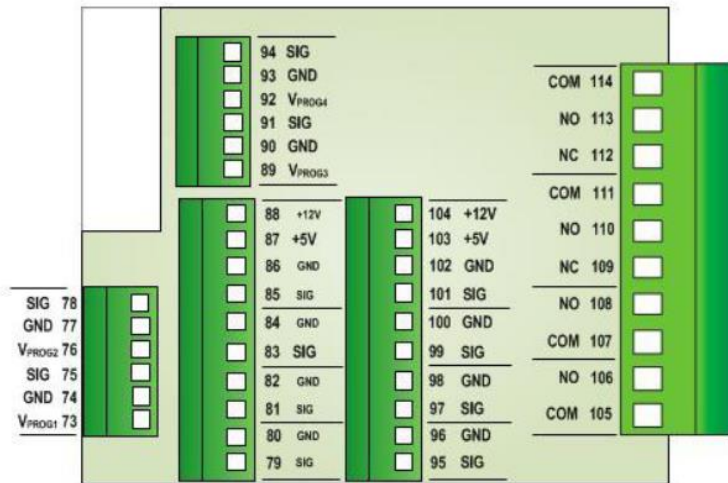 94 SIG
93 GND
92 VPROG4
91 SIG
90 GND
89 VPROG3
SIG 78
GND 77
VPROG2 76
SIG 75
GND 74
VPROG1 73
88 +12V
87 +5V
86 GND
85 SIG
84 GND
83 SIG
82 GND
81 SIG
80 GND
79 SIG
104 +12V
103 +5V
102 GND
101 SIG
100 GND
99 SIG
98 GND
97 SIG
96 GND
95 SIG
COM 114
NO 113
NC 112
COM 111
NO 110
NC 109
NO 108
COM 107
NO 106
COM 105